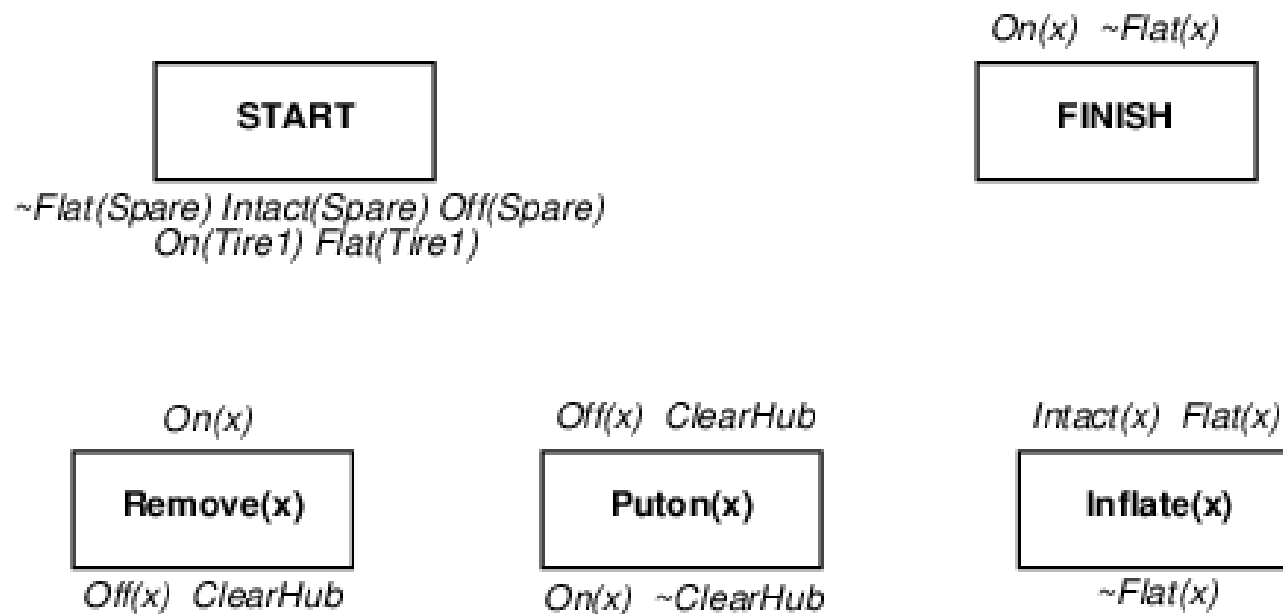 On(x) ~Flat(x)
START
FINISH
~Flat(Spare) Intact(Spare) Off(Spare)
On(Tire1) Flat(Tire1)
On(x)
Off(x) ClearHub
Intact(x) Flat(x)
Remove(x)
Puton(x)
Inflate(x)
Off(x) ClearHub
On(x) ~ClearHub
~Flat(x)